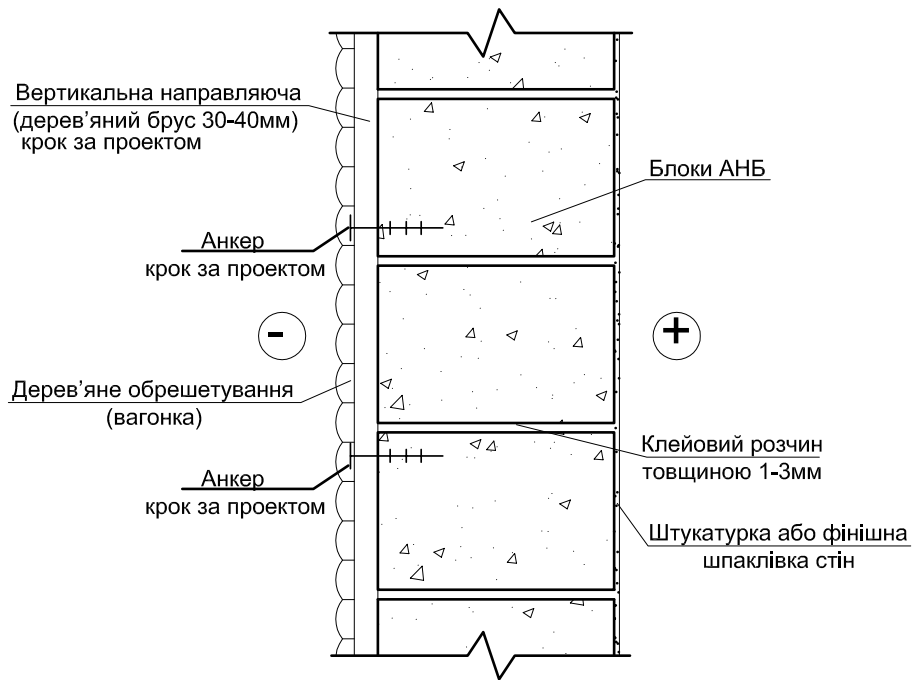 Вертикальна направляюча
(дерев’яний брус 30-40мм)
крок за проектом
Блоки АНБ
Анкер
крок за проектом
-
+
Дерев’яне обрешетування
(вагонка)
Клейовий розчин
товщиною 1-3мм
Анкер
крок за проектом
Штукатурка або фінішна
шпаклівка стін